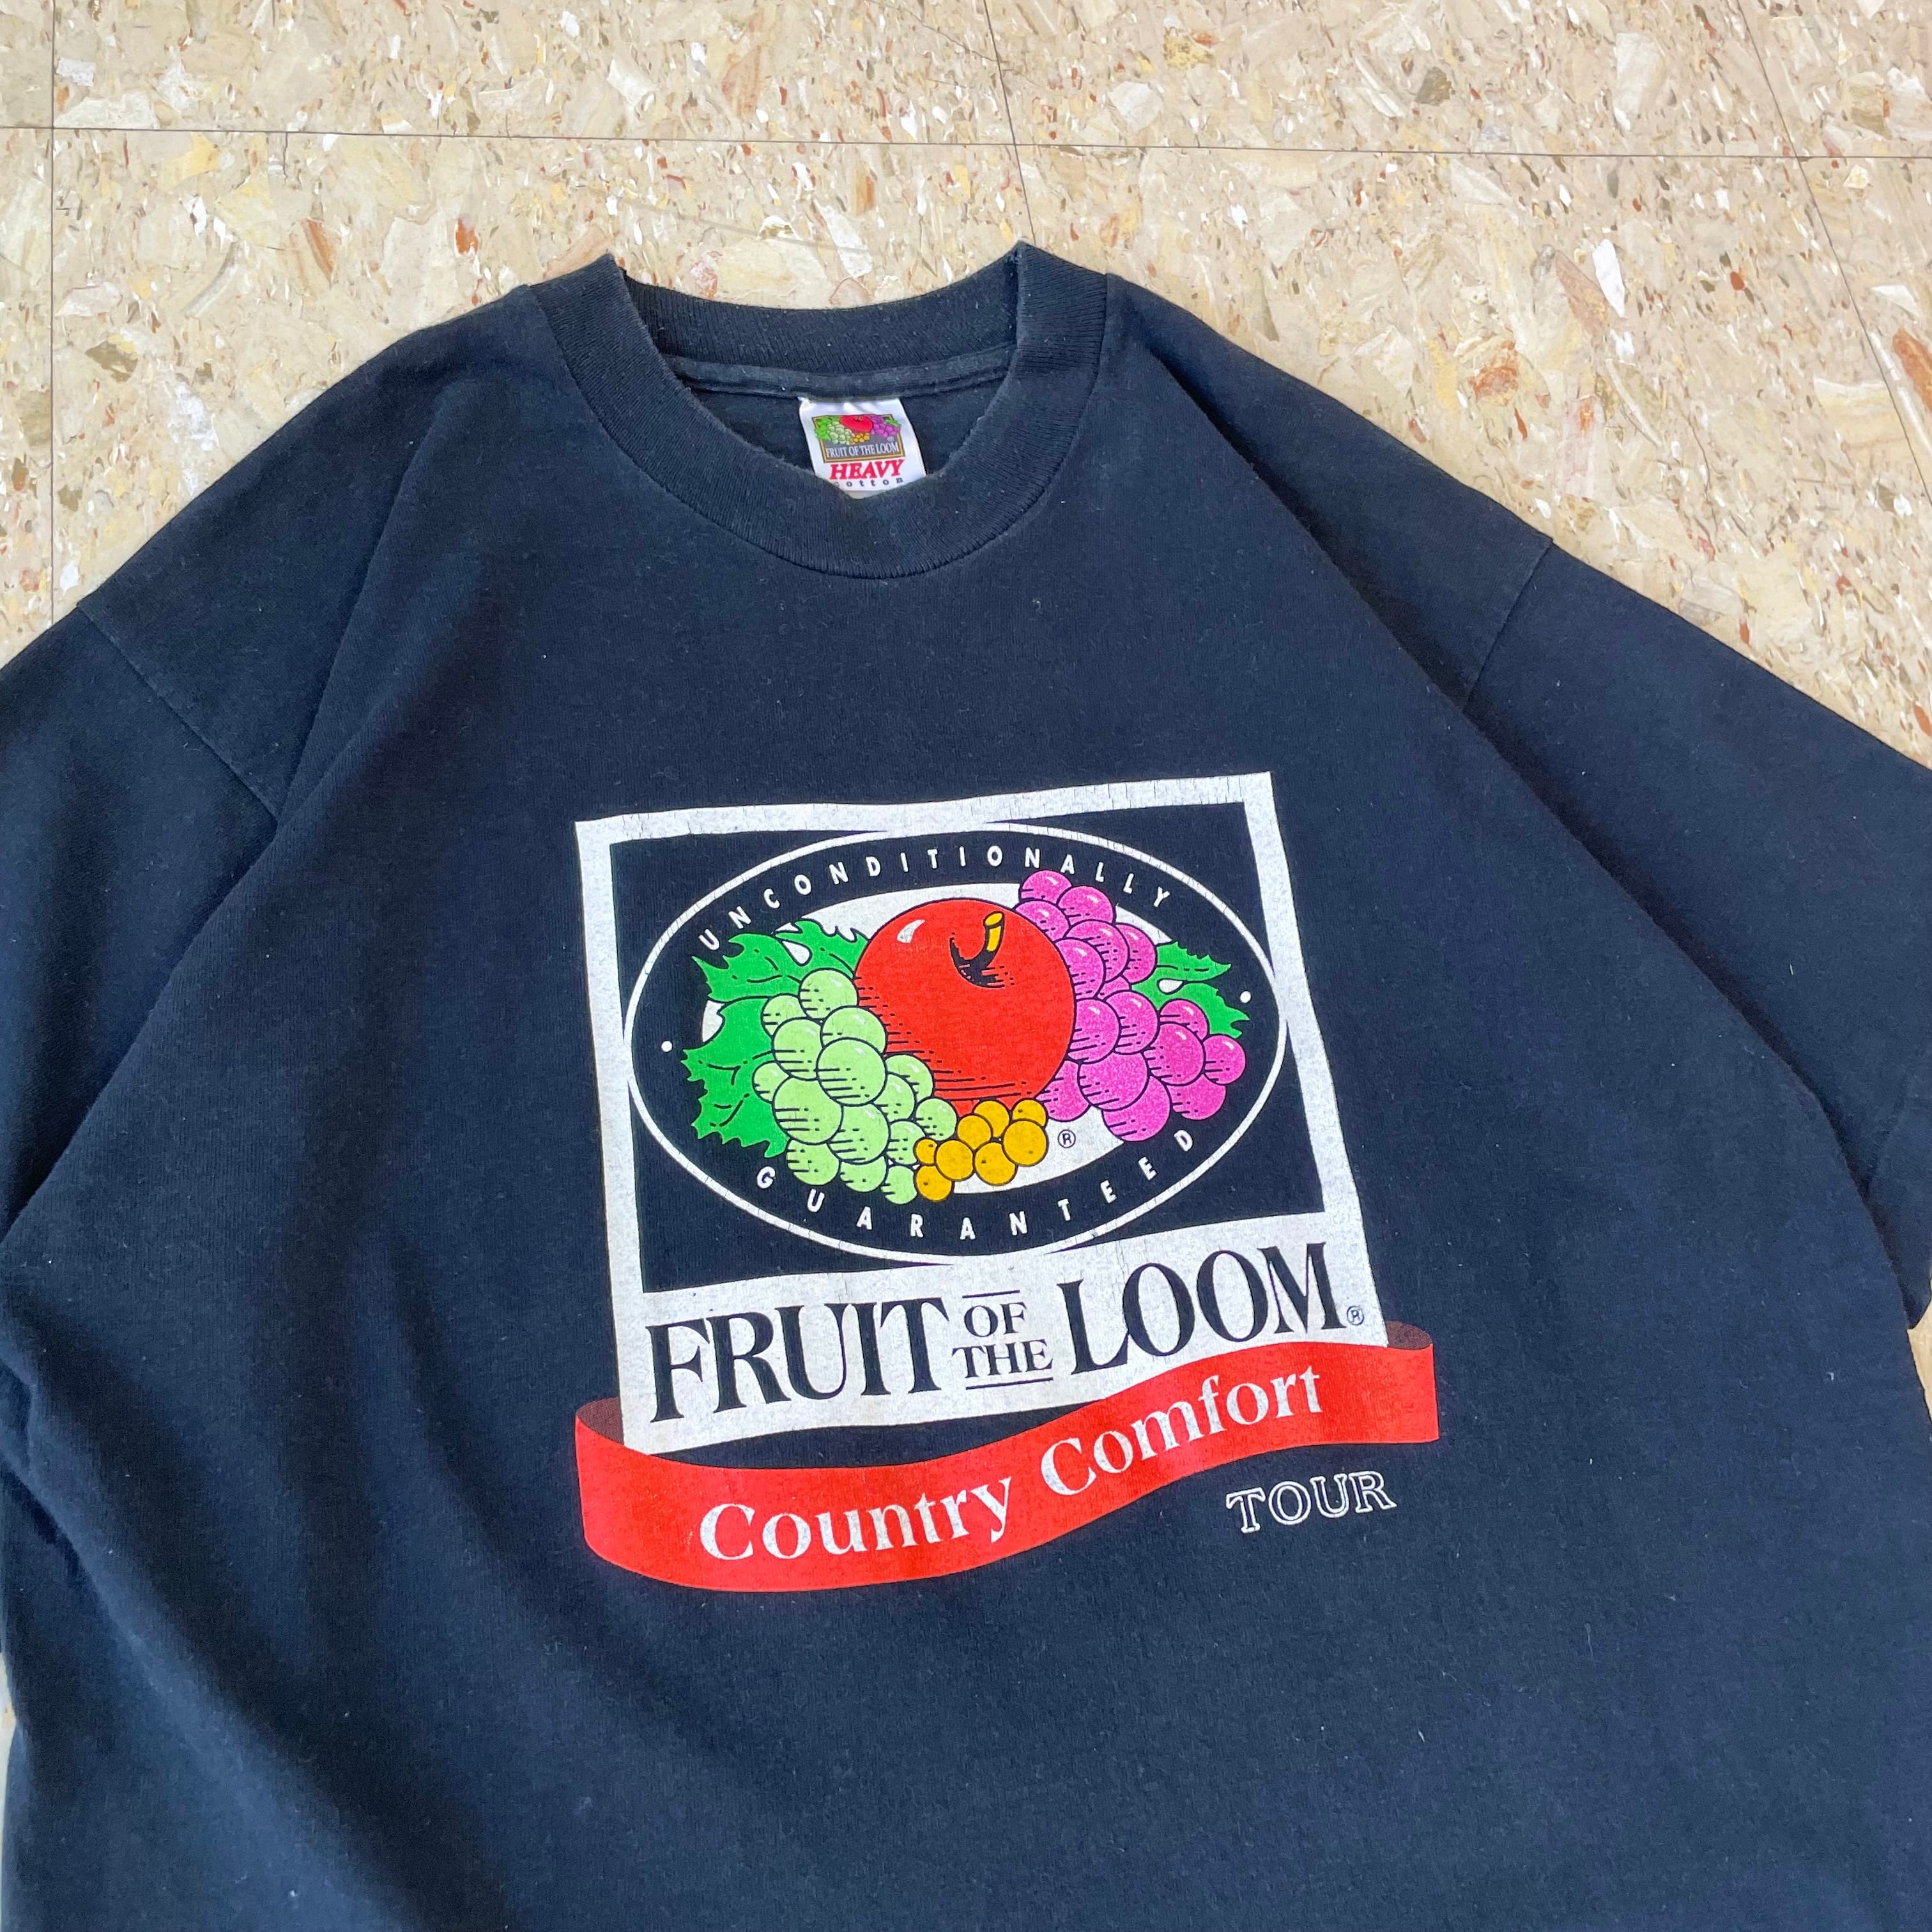 FRUIT OF THE LOOM
HEAVY
cotton
UNCONDITIONALLY
GUARANTEED
®
FRUIT OF THE LOOM®
Country Comfort
TOUR